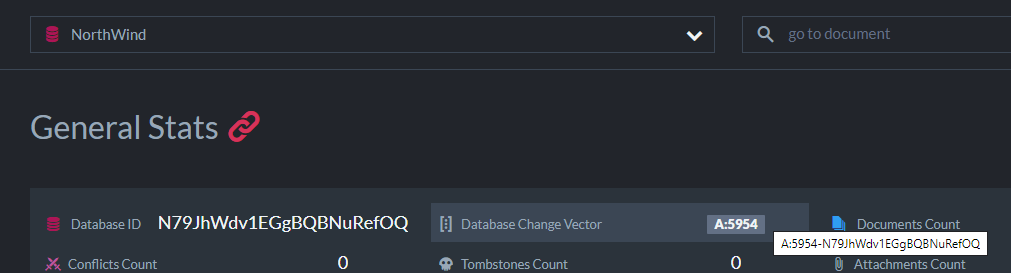 NorthWind
go to document
General Stats
Database ID N79JhWdv1EGgBQBNuRefOQ Database Change Vector A:5954 Documents Count
A:5954-N79JhWdv1EGgBQBNuRefOQ
Conflicts Count 0 Tombstones Count 0 Attachments Count